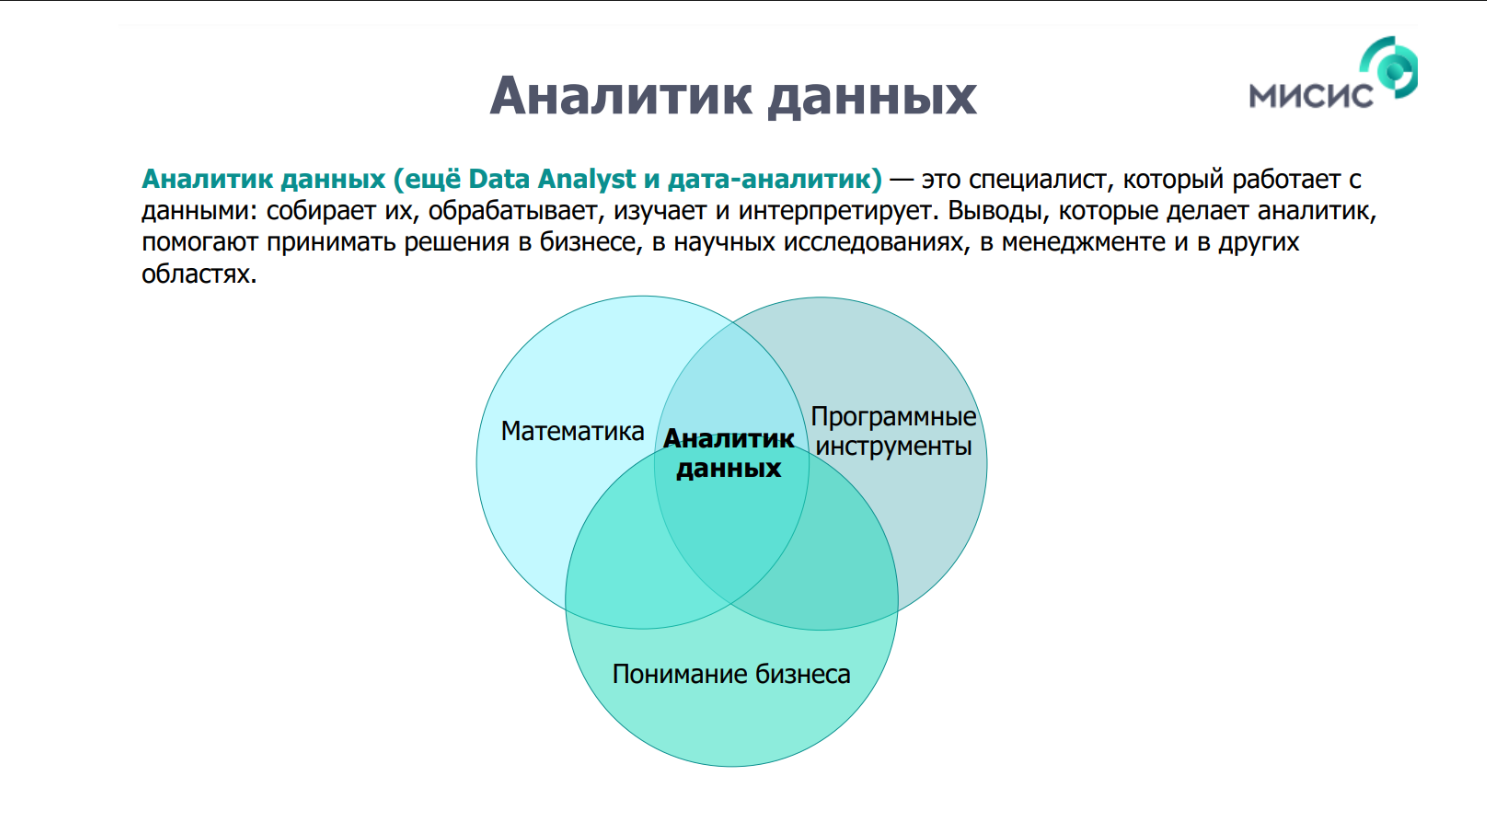 Аналитик данных
МИСИС
Аналитик данных (ещё Data Analyst и дата-аналитик) — это специалист, который работает с
данными: собирает их, обрабатывает, изучает и интерпретирует. Выводы, которые делает аналитик,
помогают принимать решения в бизнесе, в научных исследованиях, в менеджменте и в других
областях.
Математика
Аналитик
данных
Программные
инструменты
Понимание бизнеса